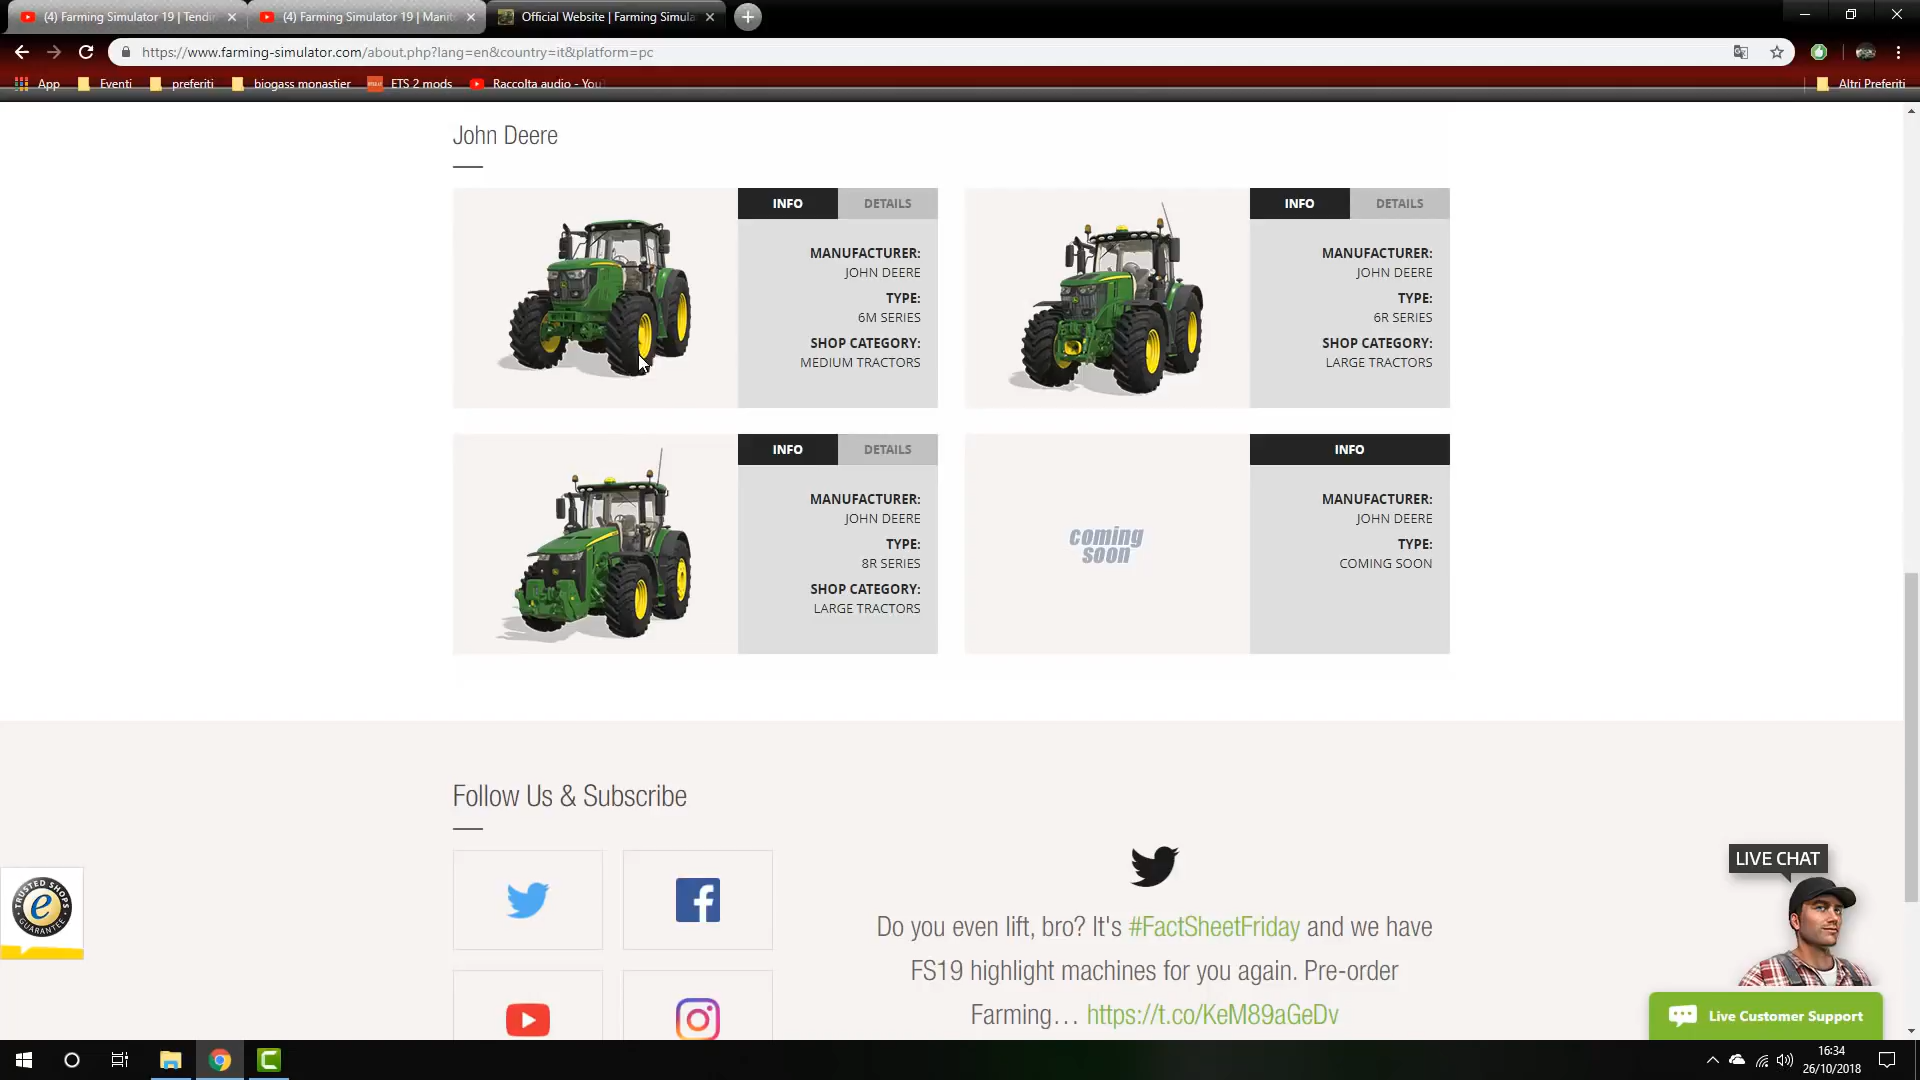 (4) Farming Simulator 19 | Tendi
(4) Farming Simulator 19 | Manit
Official Website | Farming Simula
https://www.farming-simulator.com/about.php?lang=en&country=it&platform=pc
App
Eventi
preferiti
biogass monastier
ETS 2 mods
Raccolta audio - You
Altri Preferiti
John Deere
INFO
DETAILS
MANUFACTURER:
JOHN DEERE
TYPE:
6M SERIES
SHOP CATEGORY:
MEDIUM TRACTORS
INFO
DETAILS
MANUFACTURER:
JOHN DEERE
TYPE:
6R SERIES
SHOP CATEGORY:
LARGE TRACTORS
INFO
DETAILS
MANUFACTURER:
JOHN DEERE
TYPE:
8R SERIES
SHOP CATEGORY:
LARGE TRACTORS
coming
soon
INFO
MANUFACTURER:
JOHN DEERE
TYPE:
COMING SOON
Follow Us & Subscribe
Do you even lift, bro? It's #FactSheetFriday and we have
FS19 highlight machines for you again. Pre-order
Farming… https://t.co/KeM89aGeDv
TRUSTED SHOPS
e
GUARANTEE
LIVE CHAT
Live Customer Support
16:34
26/10/2018